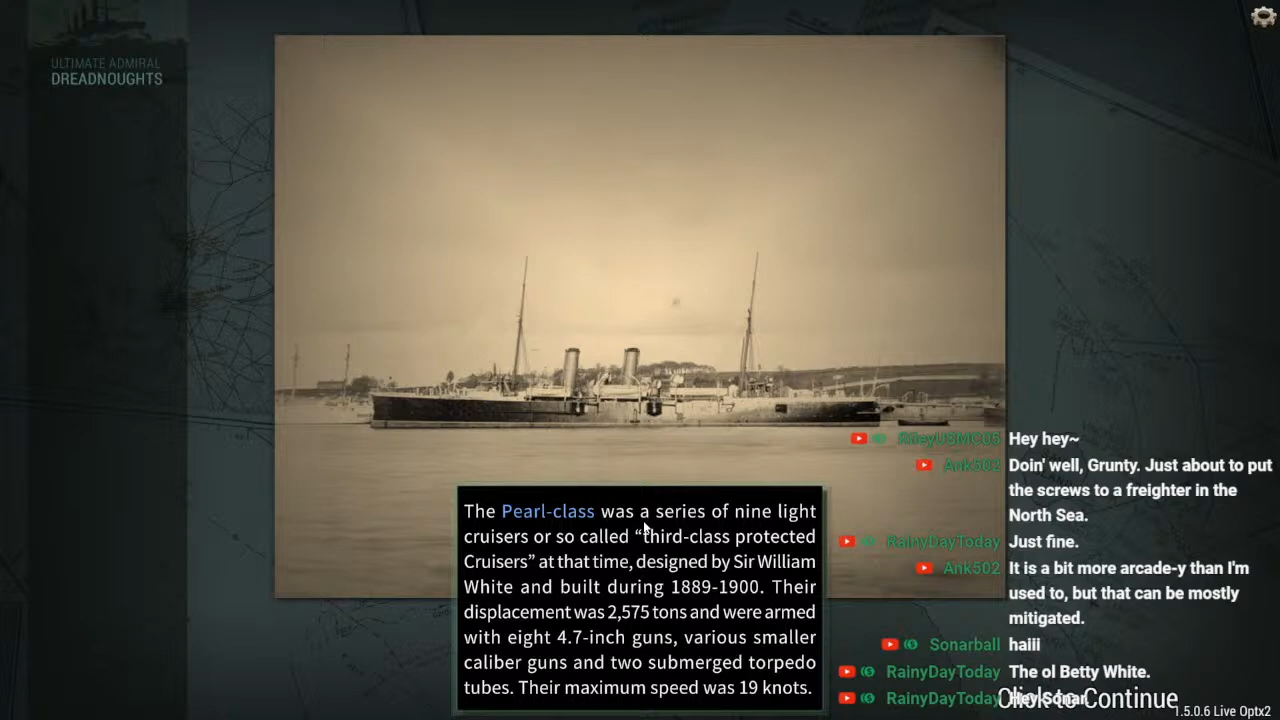 ULTIMATE ADMIRAL
DREADNOUGHTS
The Pearl-class was a series of nine light
cruisers or so called “third-class protected
Cruisers” at that time, designed by Sir William
White and built during 1889-1900. Their
displacement was 2,575 tons and were armed
with eight 4.7-inch guns, various smaller
caliber guns and two submerged torpedo
tubes. Their maximum speed was 19 knots.
RileyUSMC05 Hey hey~
Ank502 Doin' well, Grunty. Just about to put
the screws to a freighter in the
North Sea.
RainyDayToday Just fine.
Ank502 It is a bit more arcade-y than I'm
used to, but that can be mostly
mitigated.
Sonarball haiii
RainyDayToday The ol Betty White.
RainyDayToday Hey Sonar.
Click to Continue
1.5.0.6 Live Optx2